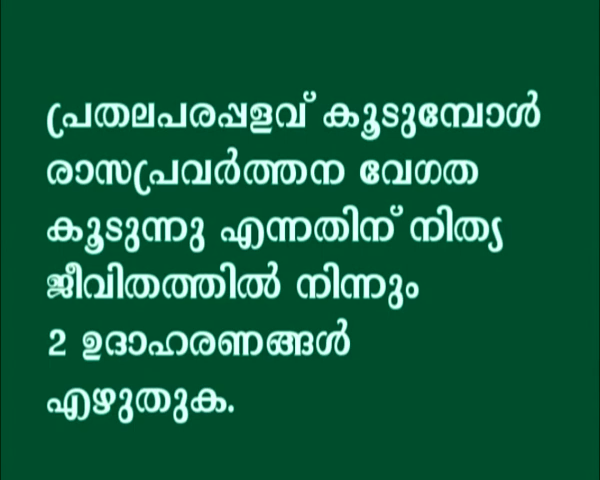 പ്രതലപരപ്പളവ് കൂടുമ്പോൾ
രാസപ്രവർത്തന വേഗത
കൂടുന്നു എന്നതിന് നിത്യ
ജീവിതത്തിൽ നിന്നും
2 ഉദാഹരണങ്ങൾ
എഴുതുക.